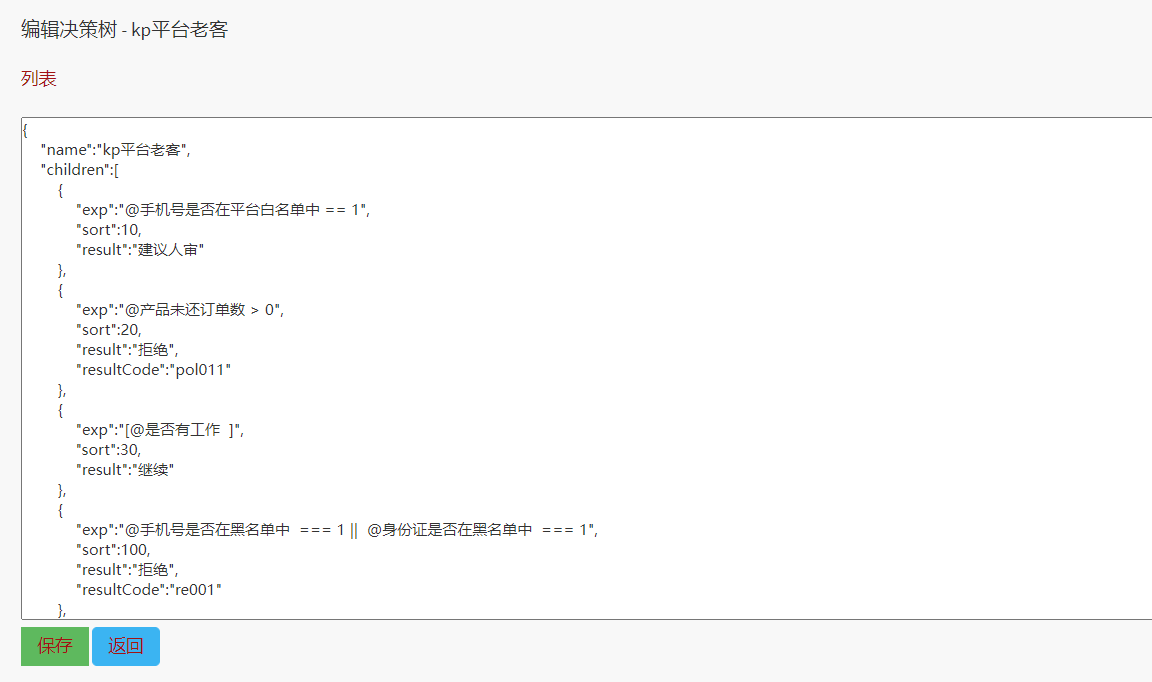 编辑决策树 - kp平台老客
列表
{
"name":"kp平台老客",
"children":[
{
"exp":"@手机号是否在平台白名单中 == 1",
"sort":10,
"result":"建议人审"
},
{
"exp":"@产品未还订单数 > 0",
"sort":20,
"result":"拒绝",
"resultCode":"pol011"
},
{
"exp":"[@是否有工作  ]",
"sort":30,
"result":"继续"
},
{
"exp":"@手机号是否在黑名单中  === 1 ||  @身份证是否在黑名单中  === 1",
"sort":100,
"result":"拒绝",
"resultCode":"re001"
},
保存 返回